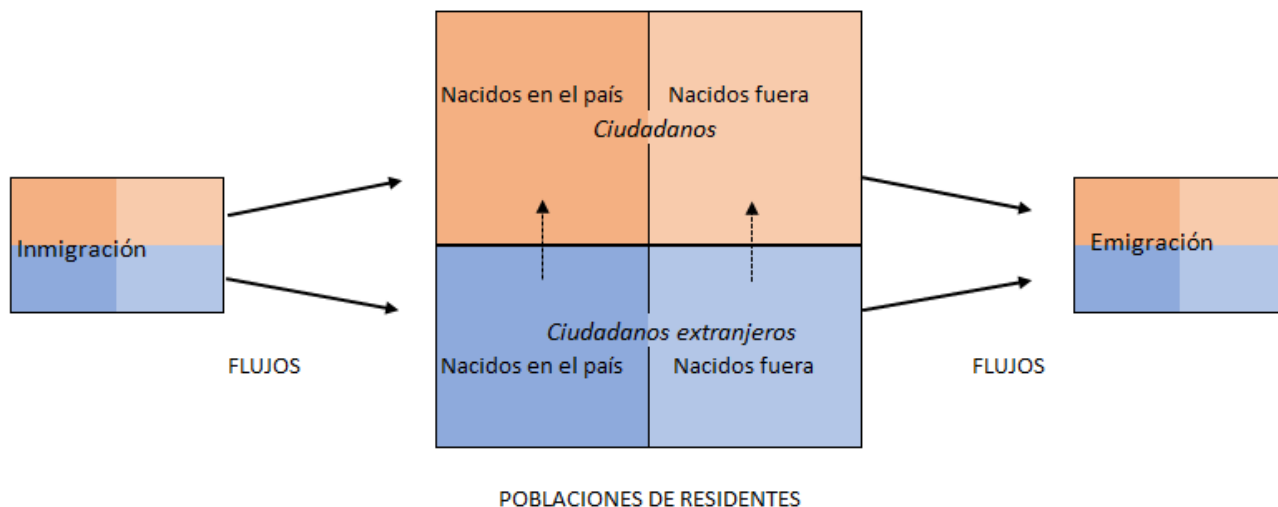 Nacidos en el país
Nacidos fuera
Ciudadanos
Inmigración
Emigración
Ciudadanos extranjeros
Nacidos en el país
Nacidos fuera
FLUJOS
FLUJOS
POBLACIONES DE RESIDENTES